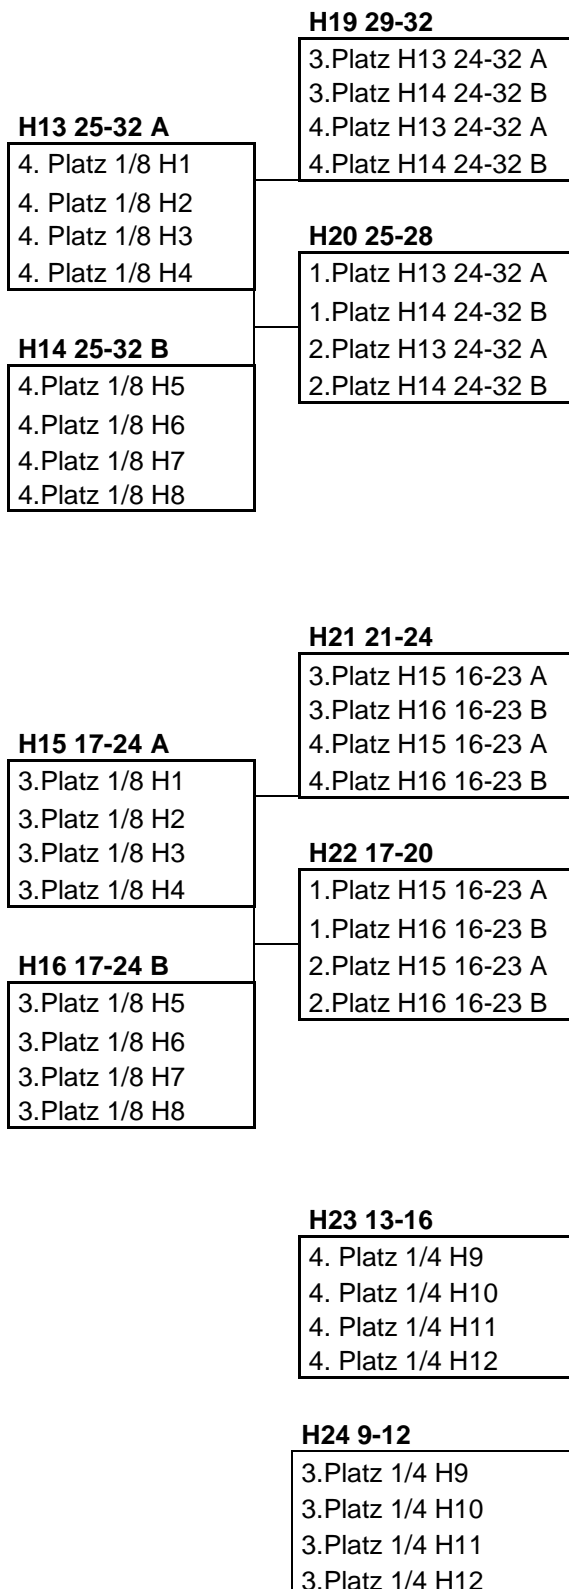 H19 29-32
3.Platz H13 24-32 A
3.Platz H14 24-32 B
4.Platz H13 24-32 A
4.Platz H14 24-32 B
H13 25-32 A
4. Platz 1/8 H1
4. Platz 1/8 H2
4. Platz 1/8 H3
4. Platz 1/8 H4
H20 25-28
1.Platz H13 24-32 A
1.Platz H14 24-32 B
2.Platz H13 24-32 A
2.Platz H14 24-32 B
H14 25-32 B
4.Platz 1/8 H5
4.Platz 1/8 H6
4.Platz 1/8 H7
4.Platz 1/8 H8
H21 21-24
3.Platz H15 16-23 A
3.Platz H16 16-23 B
4.Platz H15 16-23 A
4.Platz H16 16-23 B
H15 17-24 A
3.Platz 1/8 H1
3.Platz 1/8 H2
3.Platz 1/8 H3
3.Platz 1/8 H4
H22 17-20
1.Platz H15 16-23 A
1.Platz H16 16-23 B
2.Platz H15 16-23 A
2.Platz H16 16-23 B
H16 17-24 B
3.Platz 1/8 H5
3.Platz 1/8 H6
3.Platz 1/8 H7
3.Platz 1/8 H8
H23 13-16
4. Platz 1/4 H9
4. Platz 1/4 H10
4. Platz 1/4 H11
4. Platz 1/4 H12
H24 9-12
3.Platz 1/4 H9
3.Platz 1/4 H10
3.Platz 1/4 H11
3.Platz 1/4 H12